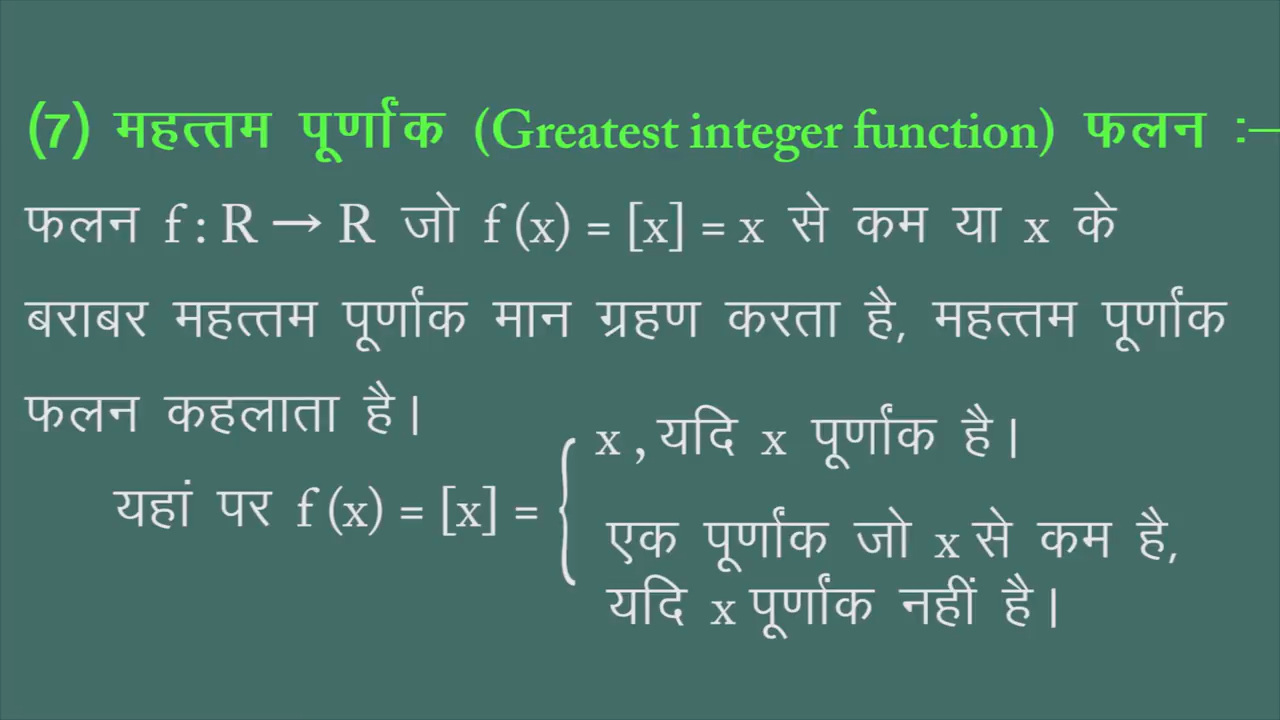 (7) महत्तम पूर्णांक (Greatest integer function) फलन :–
फलन f : R → R जो f (x) = [x] = x से कम या x के
बराबर महत्तम पूर्णांक मान ग्रहण करता है, महत्तम पूर्णांक
फलन कहलाता है।
x , यदि x पूर्णांक है।
यहां पर f (x) = [x] = {
एक पूर्णांक जो x से कम है,
यदि x पूर्णांक नहीं है।